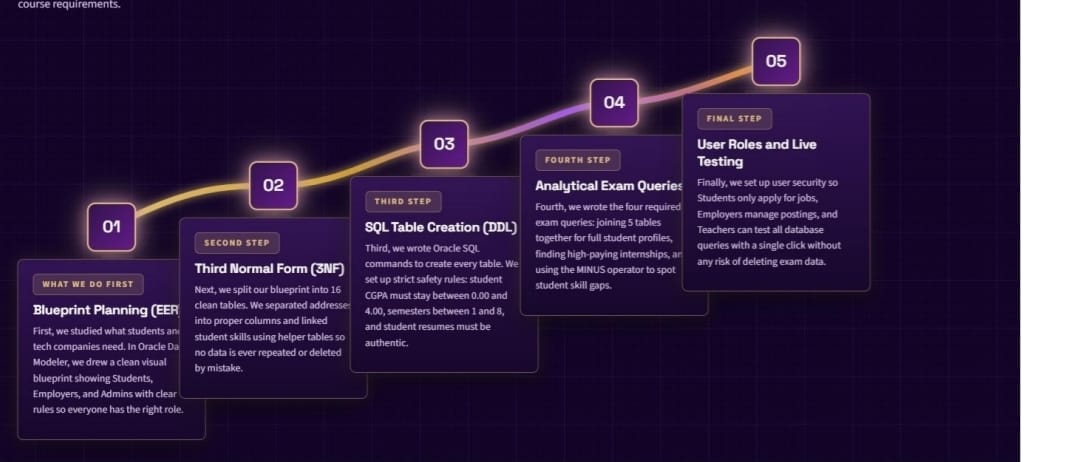 course requirements.
01
WHAT WE DO FIRST
Blueprint Planning (EER
First, we studied what students and
tech companies need. In Oracle Da
Modeler, we drew a clean visual
blueprint showing Students,
Employers, and Admins with clear
rules so everyone has the right role.
02
SECOND STEP
Third Normal Form (3NF)
Next, we split our blueprint into 16
clean tables. We separated addresses
into proper columns and linked
student skills using helper tables so
no data is ever repeated or deleted
by mistake.
03
THIRD STEP
SQL Table Creation (DDL)
Third, we wrote Oracle SQL
commands to create every table. We
set up strict safety rules: student
CGPA must stay between 0.00 and
4.00, semesters between 1 and 8,
and student resumes must be
authentic.
04
FOURTH STEP
Analytical Exam Queries
Fourth, we wrote the four required
exam queries: joining 5 tables
together for full student profiles,
finding high-paying internships, an
using the MINUS operator to spot
student skill gaps.
05
FINAL STEP
User Roles and Live
Testing
Finally, we set up user security so
Students only apply for jobs,
Employers manage postings, and
Teachers can test all database
queries with a single click without
any risk of deleting exam data.